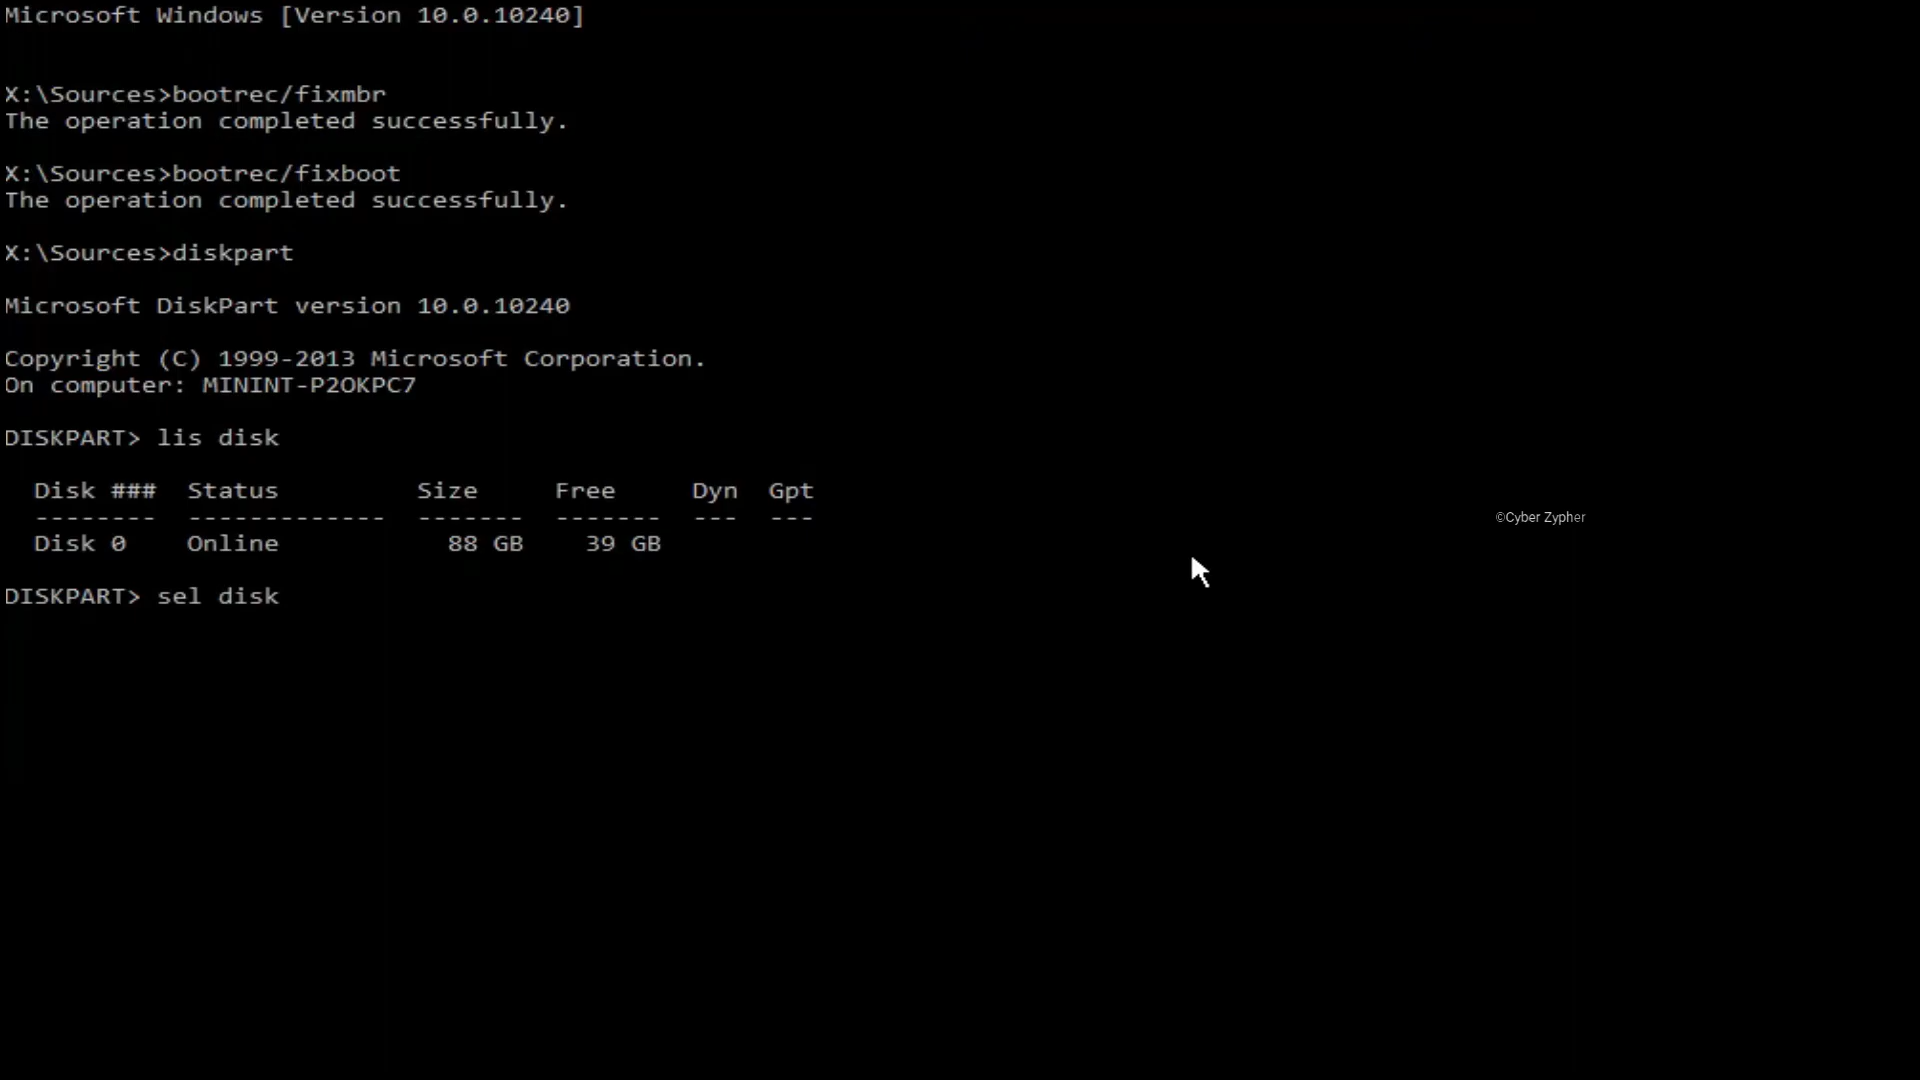 Microsoft Windows [Version 10.0.10240]
X:\Sources>bootrec/fixmbr
The operation completed successfully.
X:\Sources>bootrec/fixboot
The operation completed successfully.
X:\Sources>diskpart
Microsoft DiskPart version 10.0.10240
Copyright (C) 1999-2013 Microsoft Corporation.
On computer: MININT-P2OKPC7
DISKPART> lis disk
Disk ###  Status         Size     Free     Dyn  Gpt
--------  -------------  -------  -------  ---  ---
Disk 0    Online           88 GB    39 GB
©Cyber Zypher
DISKPART> sel disk